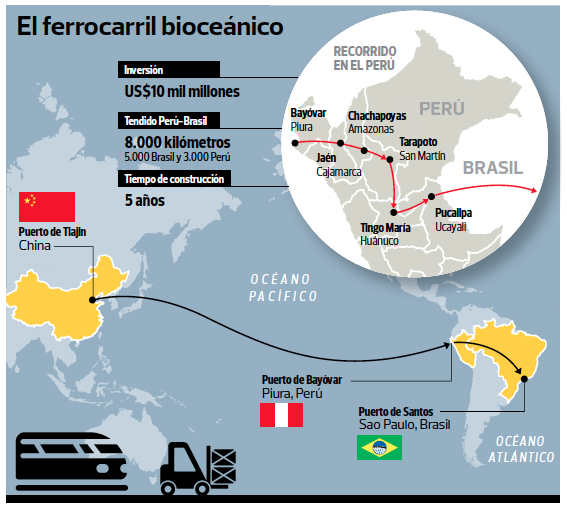 El ferrocarril bioceánico
Inversión
US$10 mil millones
Tendido Perú-Brasil
8.000 kilómetros
5.000 Brasil y 3.000 Perú
Tiempo de construcción
5 años
RECORRIDO
EN EL PERÚ
PERÚ
BRASIL
Bayóvar
Piura
Chachapoyas
Amazonas
Jaén
Cajamarca
Tarapoto
San Martín
Tingo María
Huánuco
Pucallpa
Ucayali
Puerto de Tiajin
China
OCÉANO
PACÍFICO
Puerto de Bayóvar
Piura, Perú
Puerto de Santos
Sao Paulo, Brasil
OCÉANO
ATLÁNTICO